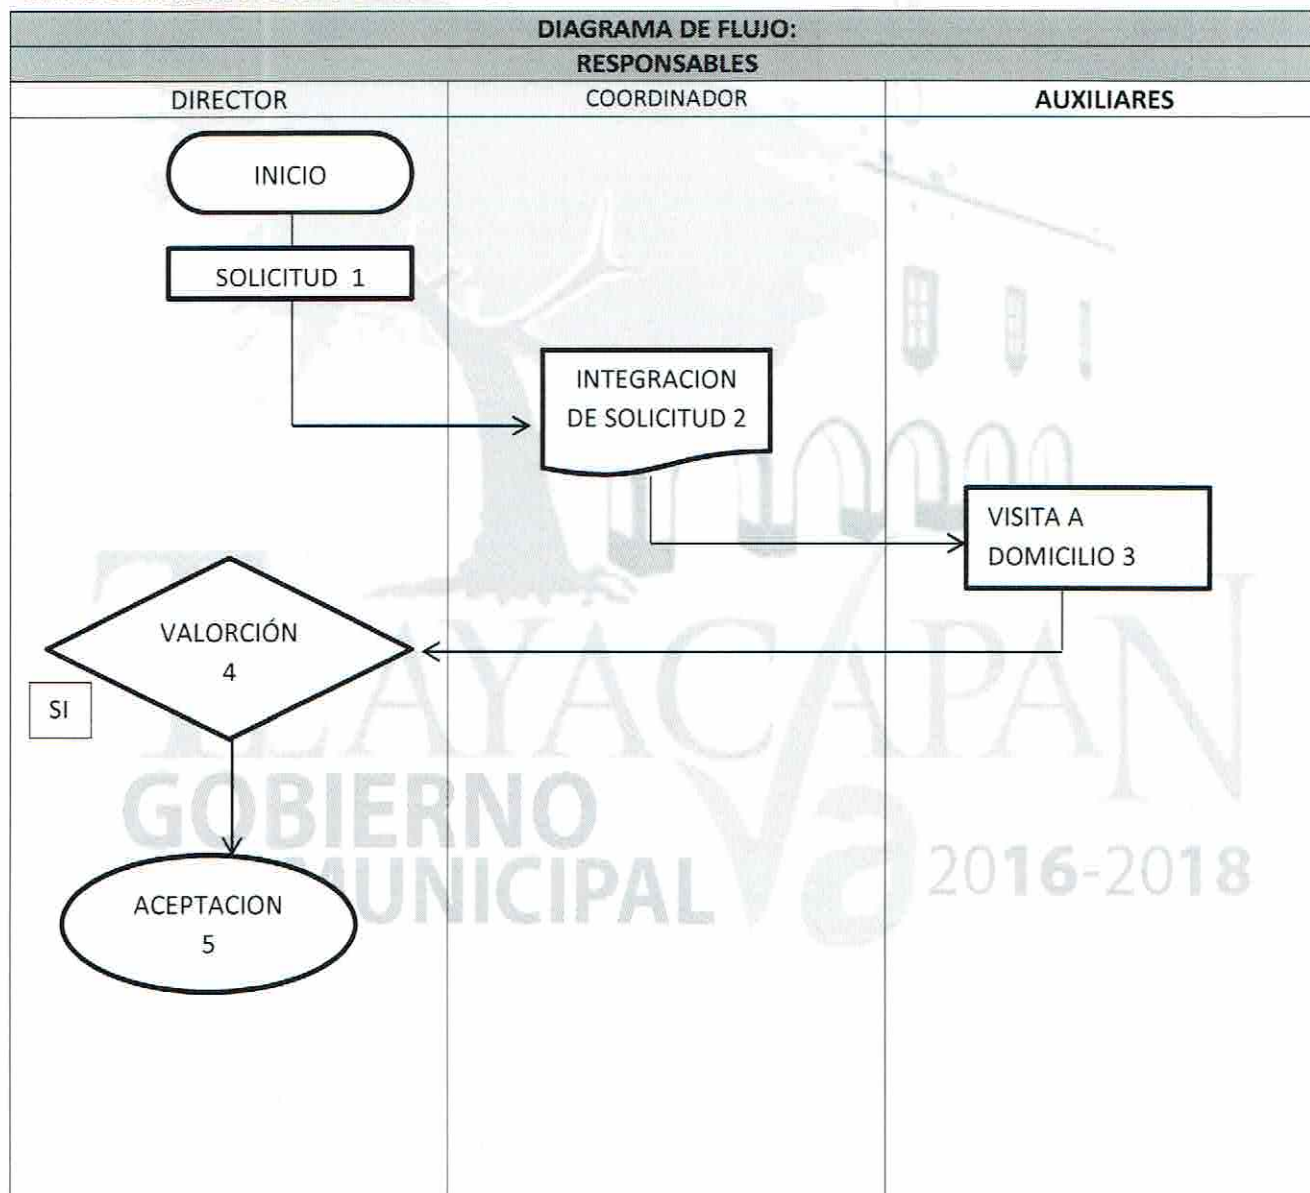 DIAGRAMA DE FLUJO:
RESPONSABLES
DIRECTOR
COORDINADOR
AUXILIARES
INICIO
SOLICITUD 1
INTEGRACION
DE SOLICITUD 2
VISITA A
DOMICILIO 3
VALORCIÓN
4
SI
ACEPTACION
5
TLAYACAPAN
GOBIERNO
MUNICIPAL
Va
2016-2018